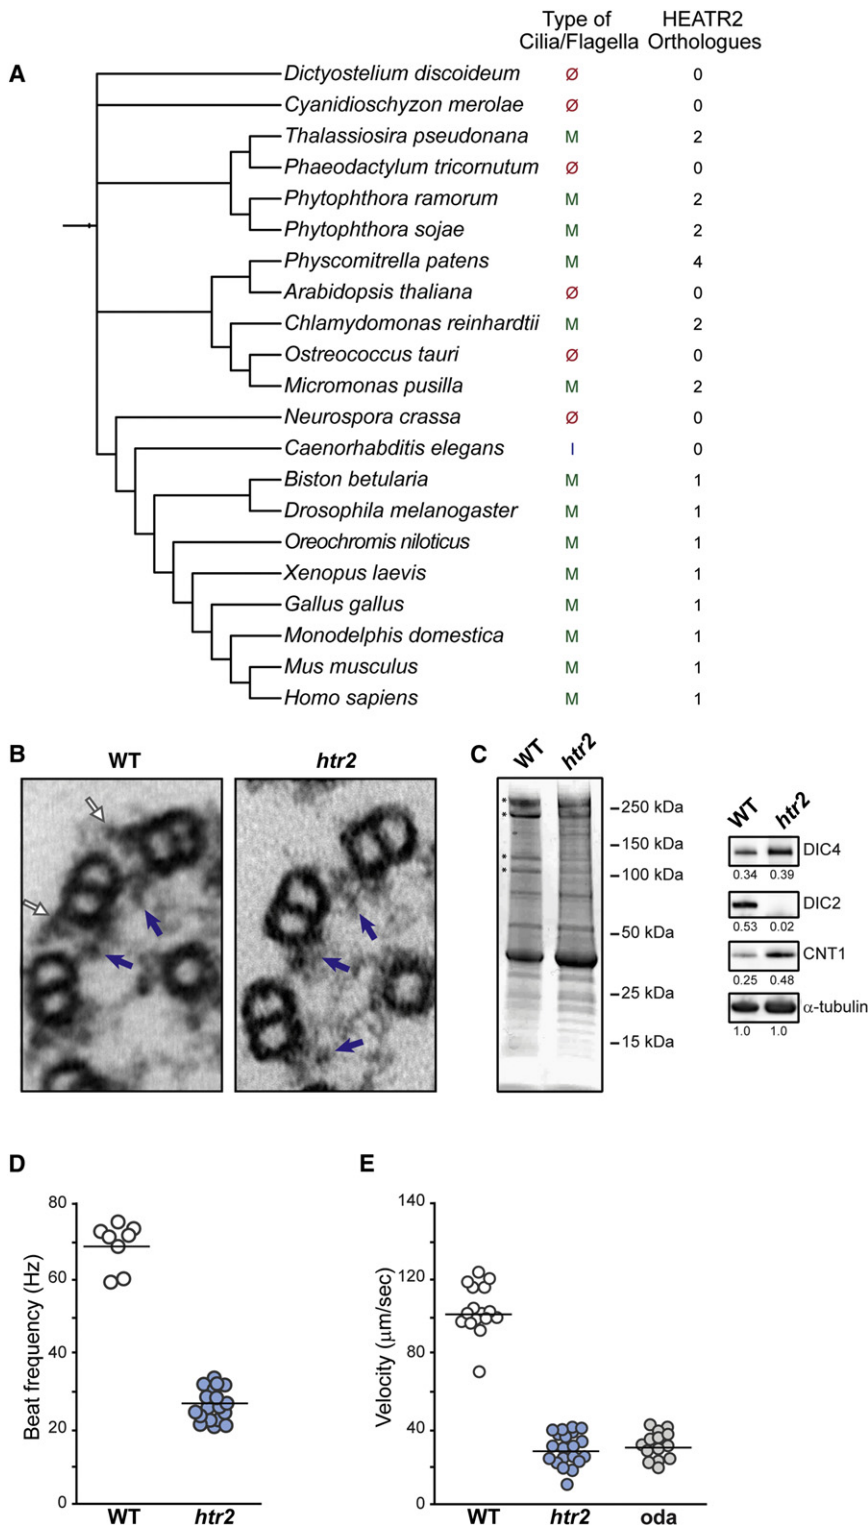 Type of Cilia/Flagella HEATR2 Orthologues
A
Dictyostelium discoideum Ø 0
Cyanidioschyzon merolae Ø 0
Thalassiosira pseudonana M 2
Phaeodactylum tricornutum Ø 0
Phytophthora ramorum M 2
Phytophthora sojae M 2
Physcomitrella patens M 4
Arabidopsis thaliana Ø 0
Chlamydomonas reinhardtii M 2
Ostreococcus tauri Ø 0
Micromonas pusilla M 2
Neurospora crassa Ø 0
Caenorhabditis elegans I 0
Biston betularia M 1
Drosophila melanogaster M 1
Oreochromis niloticus M 1
Xenopus laevis M 1
Gallus gallus M 1
Monodelphis domestica M 1
Mus musculus M 1
Homo sapiens M 1
B
WT htr2
C
WT htr2
250 kDa
150 kDa
100 kDa
50 kDa
25 kDa
15 kDa
WT htr2
DIC4
0.34 0.39
DIC2
0.53 0.02
CNT1
0.25 0.48
α-tubulin
1.0 1.0
D
Beat frequency (Hz)
80
60
40
20
0
WT htr2
E
Velocity (μm/sec)
140
120
80
40
0
WT htr2 oda